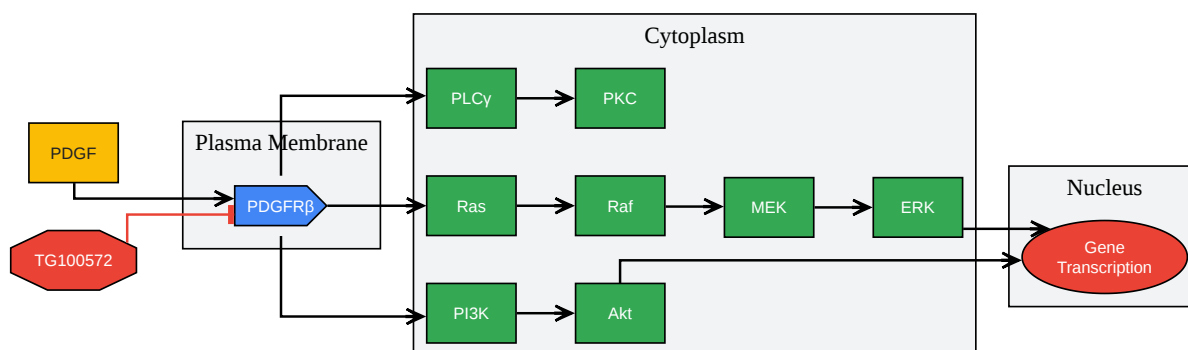 Cytoplasm
PLCγ
PKC
Plasma Membrane
PDGF
PDGFRβ
Ras
Raf
MEK
ERK
Nucleus
Gene
Transcription
TG100572
PI3K
Akt